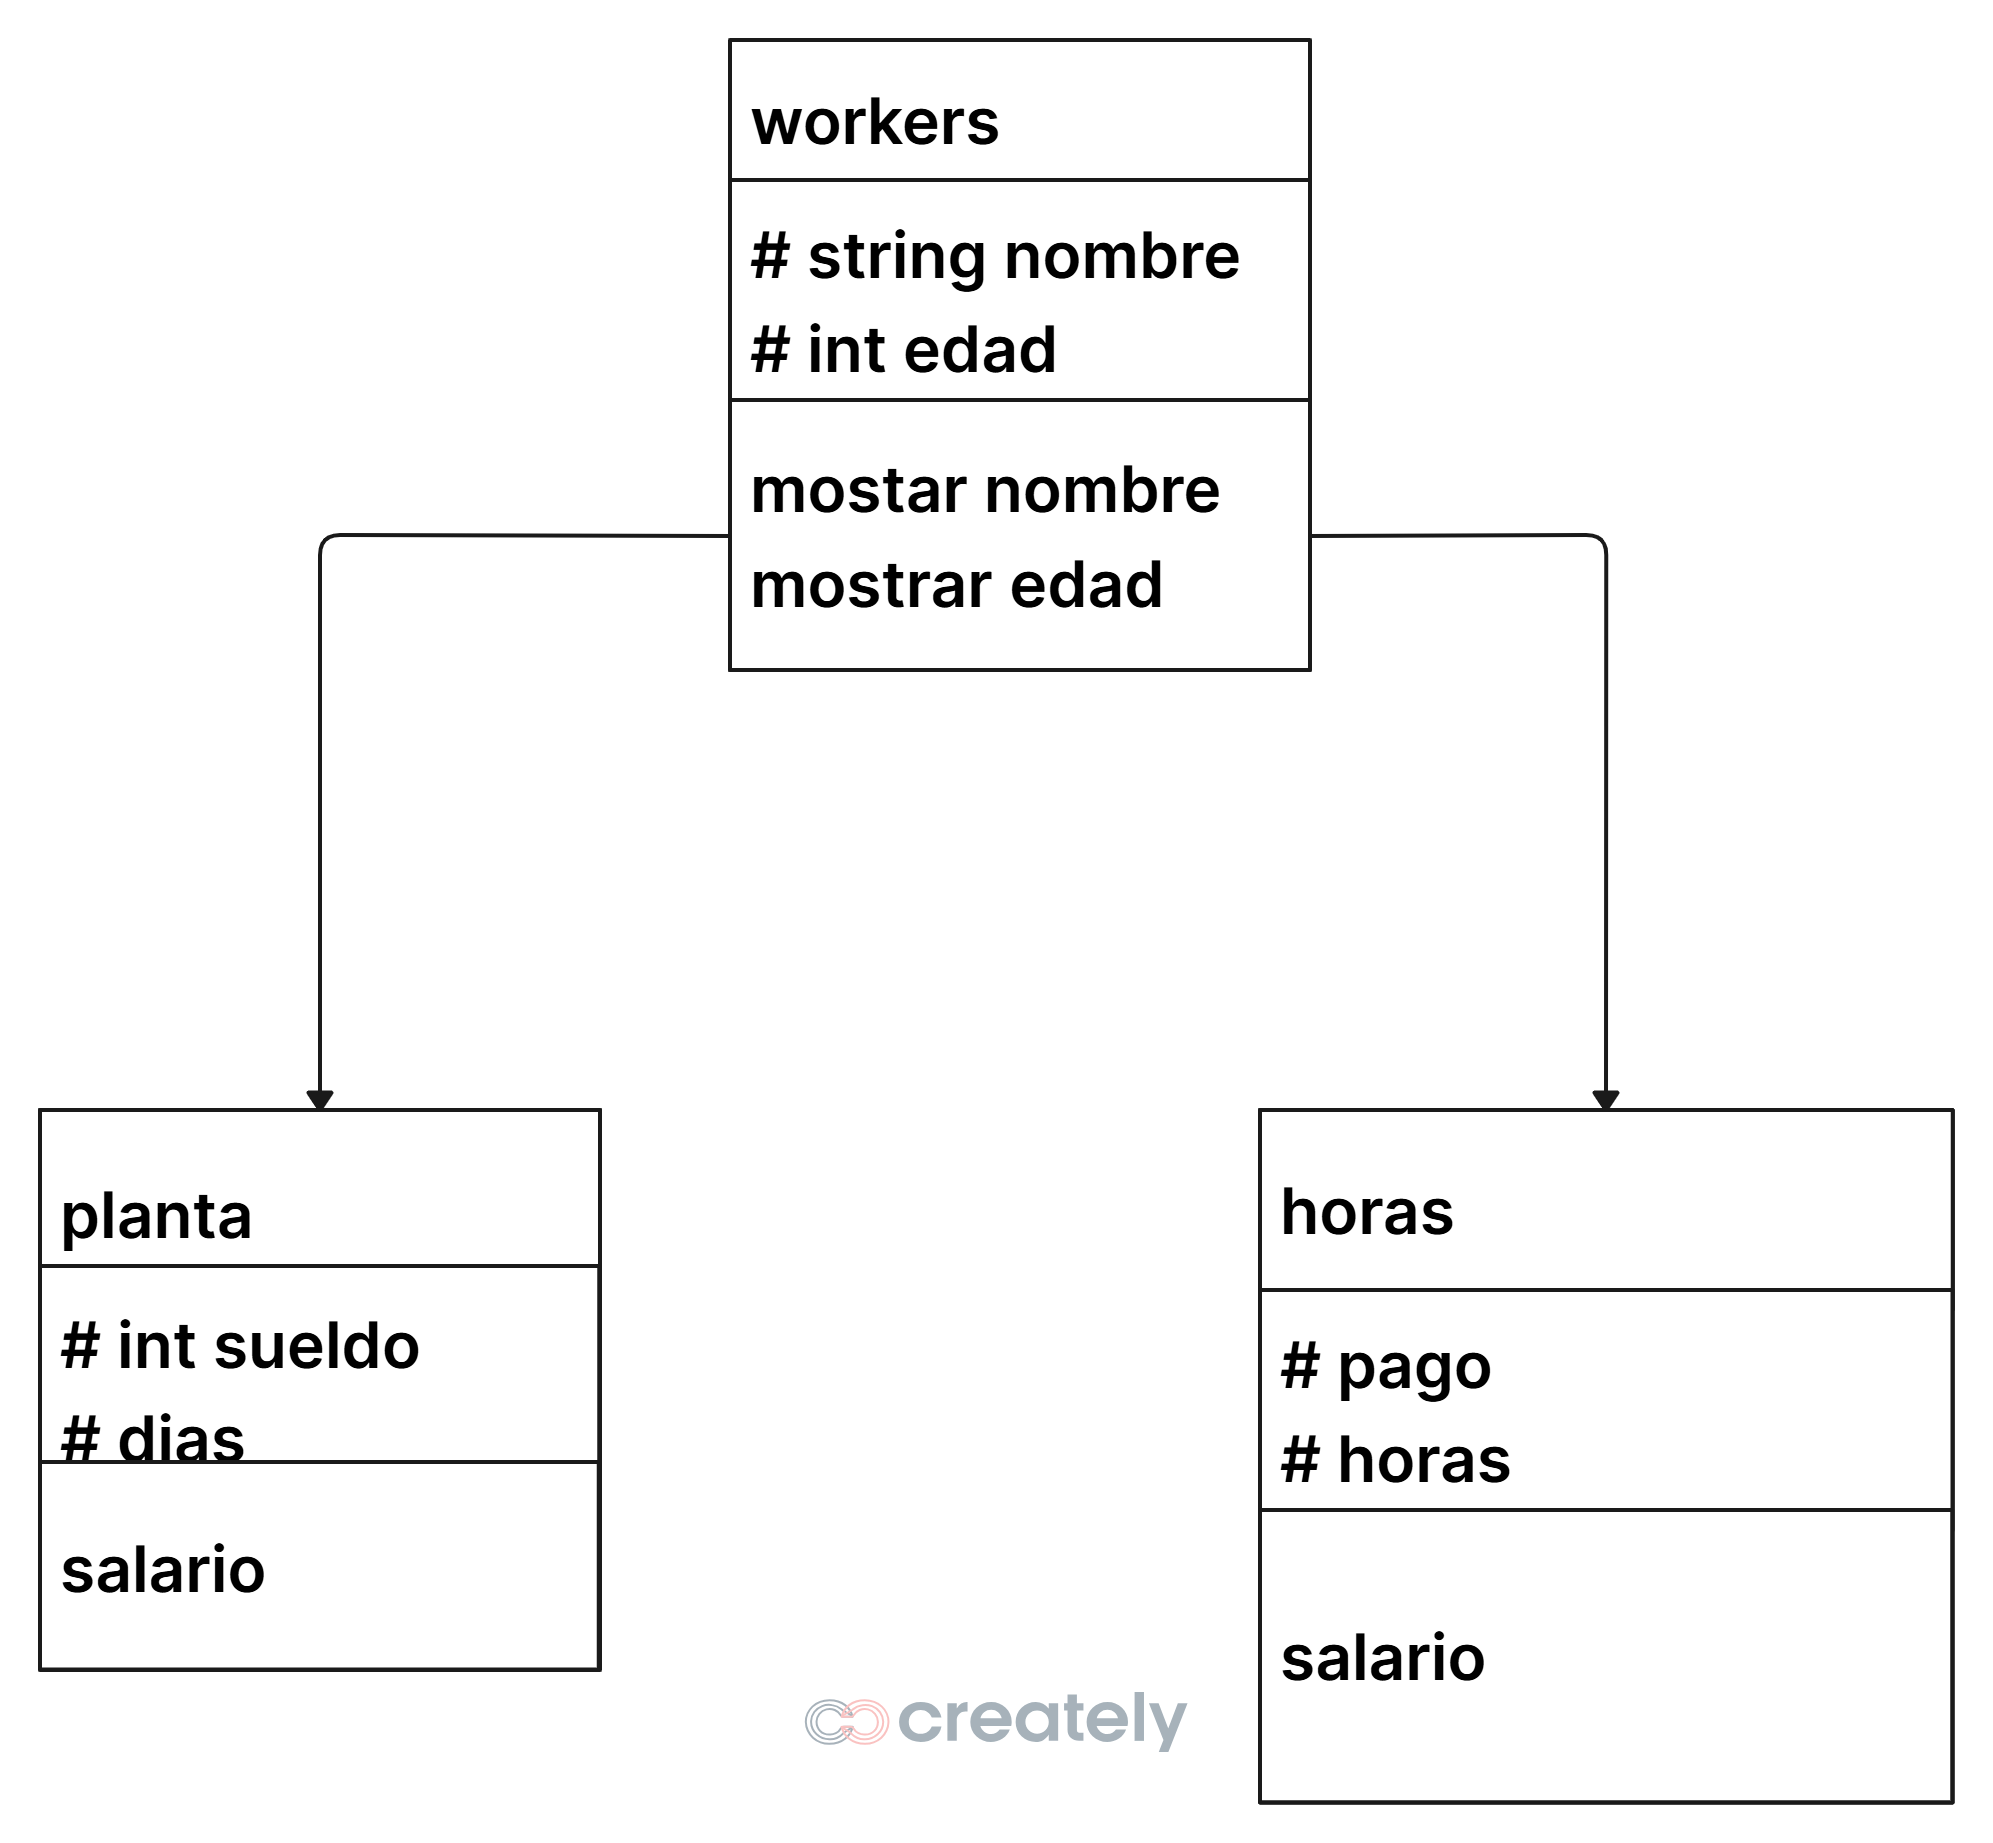 workers
# string nombre
# int edad
mostar nombre
mostrar edad
planta
# int sueldo
# dias
salario
horas
# pago
# horas
salario
creately